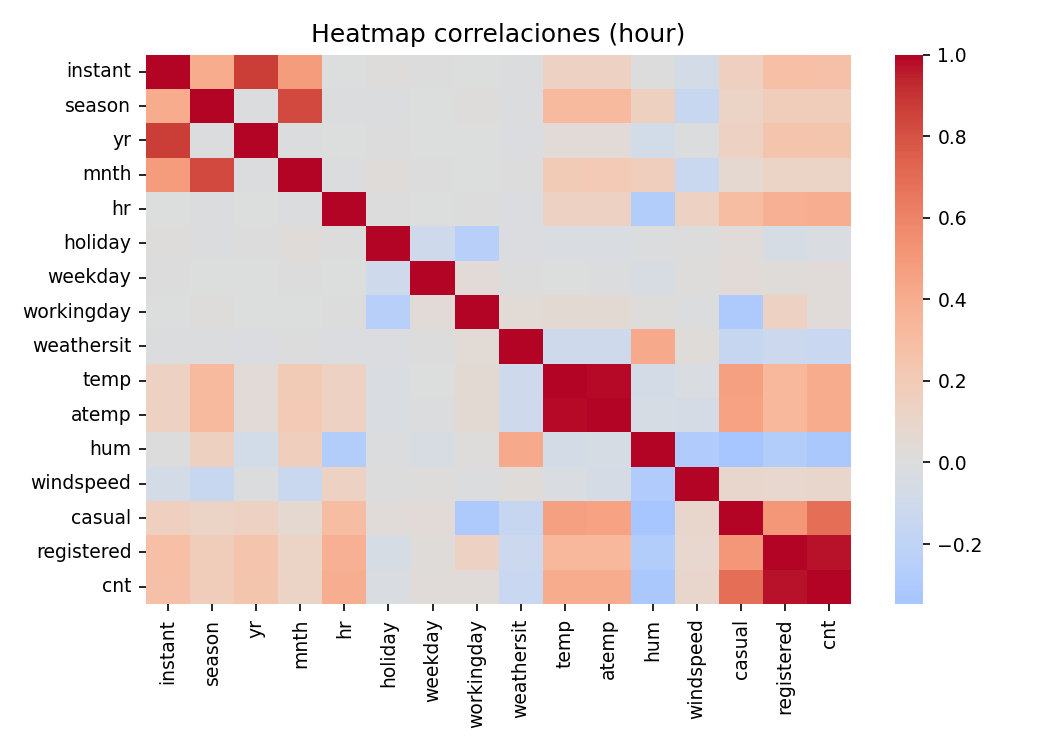 Heatmap correlaciones (hour)
instant
season
yr
mnth
hr
holiday
weekday
workingday
weathersit
temp
atemp
hum
windspeed
casual
registered
cnt
instant
season
yr
mnth
hr
holiday
weekday
workingday
weathersit
temp
atemp
hum
windspeed
casual
registered
cnt
1.0
0.8
0.6
0.4
0.2
0.0
−0.2